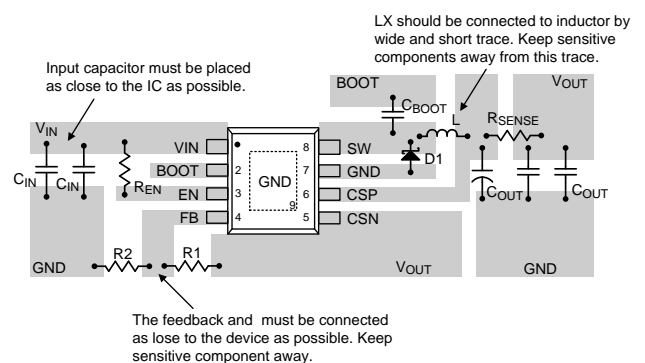 LX should be connected to inductor by
wide and short trace. Keep sensitive
components away from this trace.
Input capacitor must be placed
as close to the IC as possible.
BOOT
VOUT
CBOOT
L
RSENSE
VIN
VIN
8
SW
D1
CIN
CIN
REN
BOOT
2
7
GND
GND
EN
3
6
CSP
9
COUT
COUT
FB
4
5
CSN
R2
R1
GND
VOUT
GND
The feedback and must be connected
as lose to the device as possible. Keep
sensitive component away.